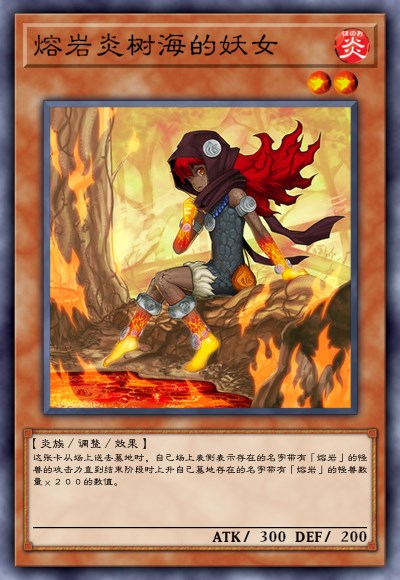 熔岩炎树海的妖女
ほのお
炎
【炎族／调整／效果】
这张卡从场上送去墓地时，自己场上表侧表示存在的名字带有「熔岩」的怪
兽的攻击力直到结束阶段时上升自己墓地存在的名字带有「熔岩」的怪兽数
量×２００的数值。
ATK/ 300 DEF/ 200